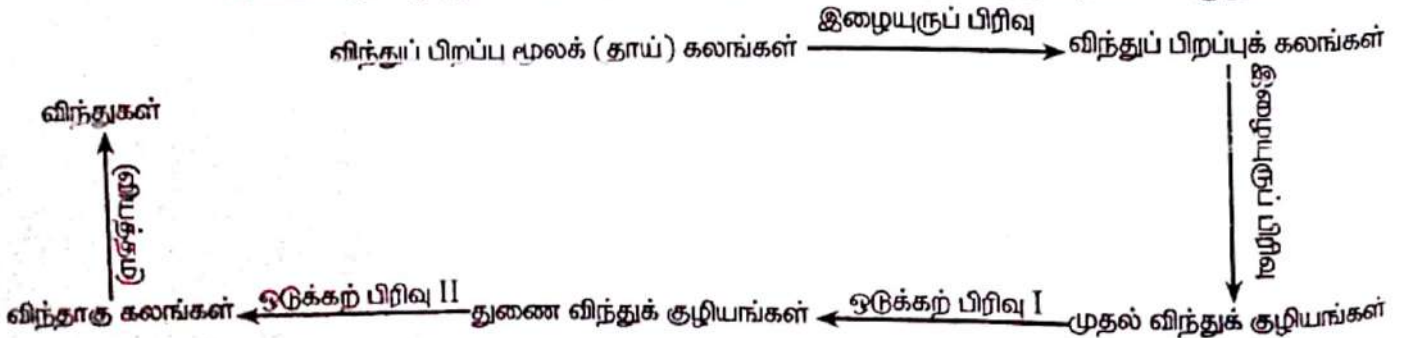 விந்துப் பிறப்பு மூலக் (தாய்) கலங்கள்
இழையுருப் பிரிவு
விந்துப் பிறப்புக் கலங்கள்
இழையுருப் பிரிவு
முதல் விந்துக் குழியங்கள்
ஒடுக்கற் பிரிவு I
துணை விந்துக் குழியங்கள்
ஒடுக்கற் பிரிவு II
விந்தாகு கலங்கள்
விந்துகள்